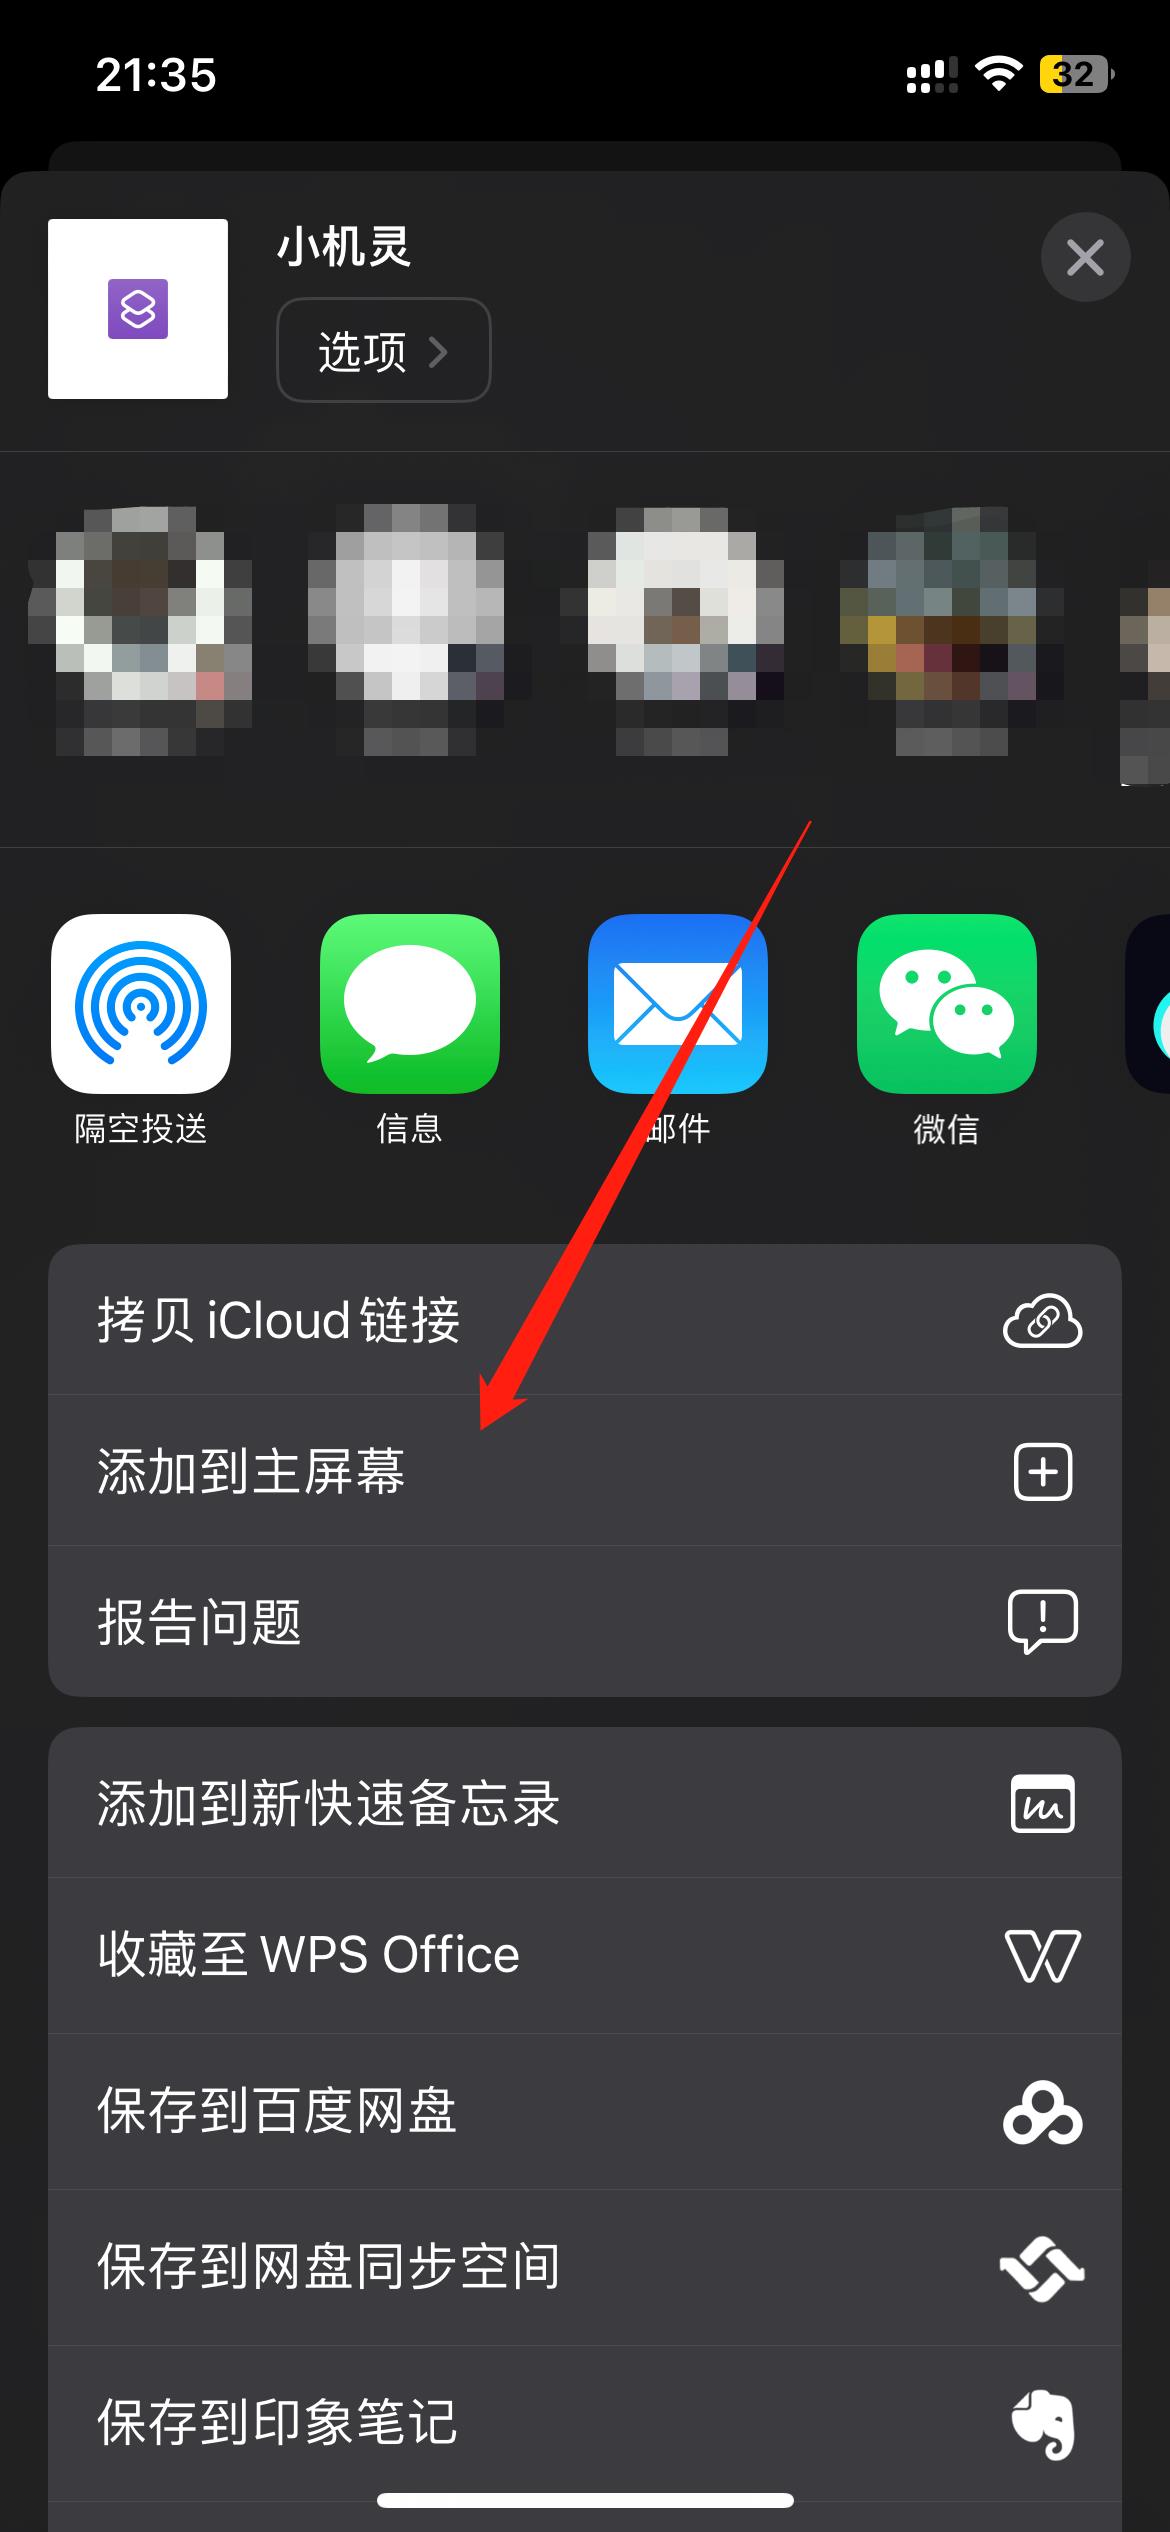 21:35
32
小机灵
选项
隔空投送
信息
邮件
微信
拷贝 iCloud 链接
添加到主屏幕
报告问题
添加到新快速备忘录
收藏至 WPS Office
保存到百度网盘
保存到网盘同步空间
保存到印象笔记